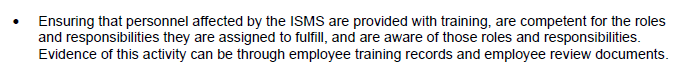 • Ensuring that personnel affected by the ISMS are provided with training, are competent for the roles
and responsibilities they are assigned to fulfill, and are aware of those roles and responsibilities.
Evidence of this activity can be through employee training records and employee review documents.